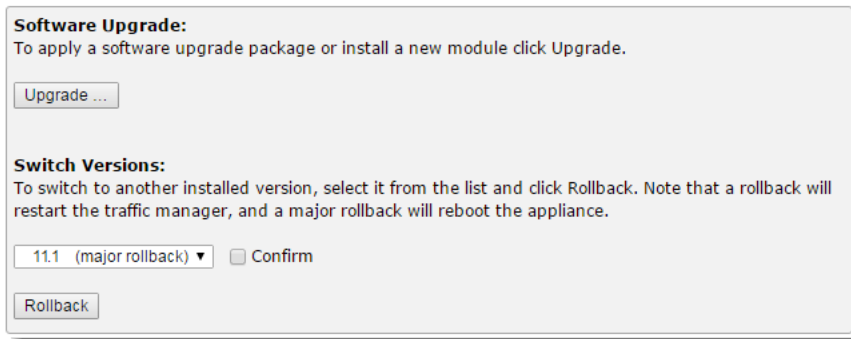 Software Upgrade:
To apply a software upgrade package or install a new module click Upgrade.
Upgrade ...
Switch Versions:
To switch to another installed version, select it from the list and click Rollback. Note that a rollback will
restart the traffic manager, and a major rollback will reboot the appliance.
11.1 (major rollback) ▼ Confirm
Rollback